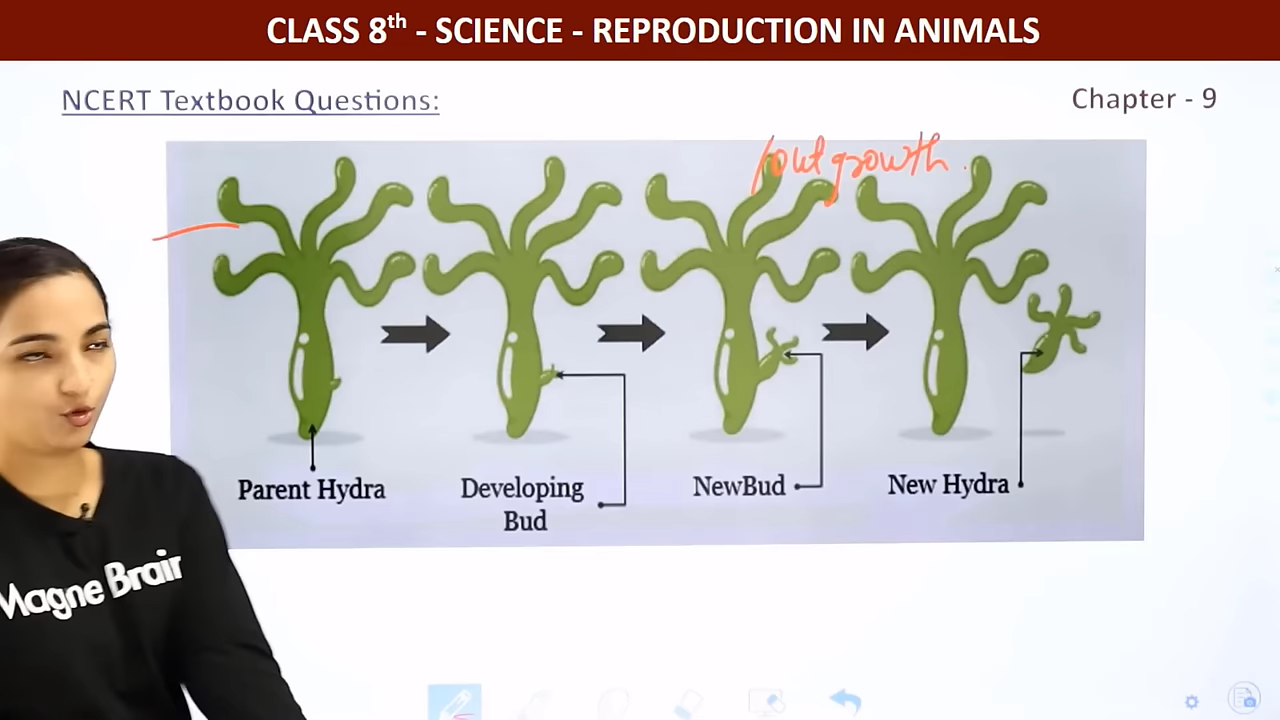 CLASS 8th - SCIENCE - REPRODUCTION IN ANIMALS
NCERT Textbook Questions:
Chapter - 9
outgrowth.
Parent Hydra
Developing
Bud
NewBud
New Hydra
Magne Brain